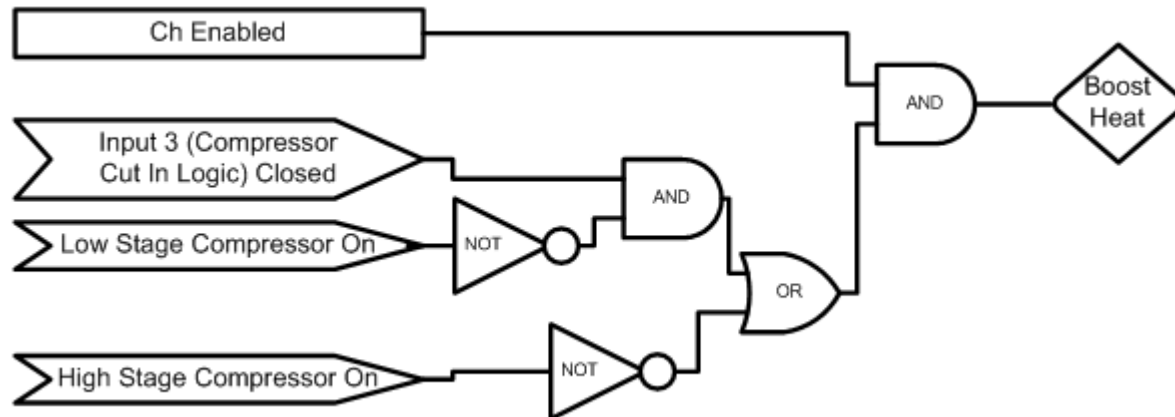 Ch Enabled
AND
Boost
Heat
Input 3 (Compressor
Cut In Logic) Closed
AND
Low Stage Compressor On
NOT
OR
High Stage Compressor On
NOT